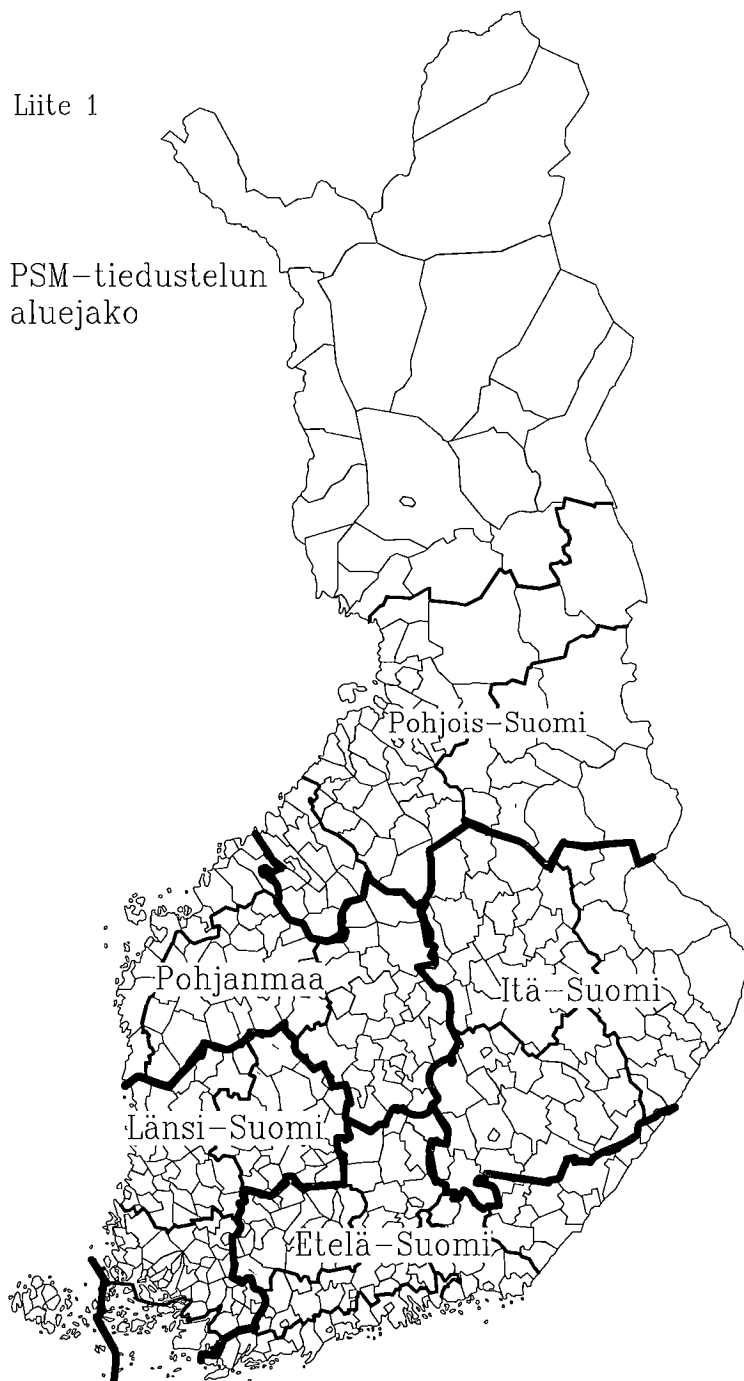 Liite 1
PSM-tiedustelun
aluejako
Pohjois-Suomi
Pohjanmaa
Itä-Suomi
Länsi-Suomi
Etelä-Suomi